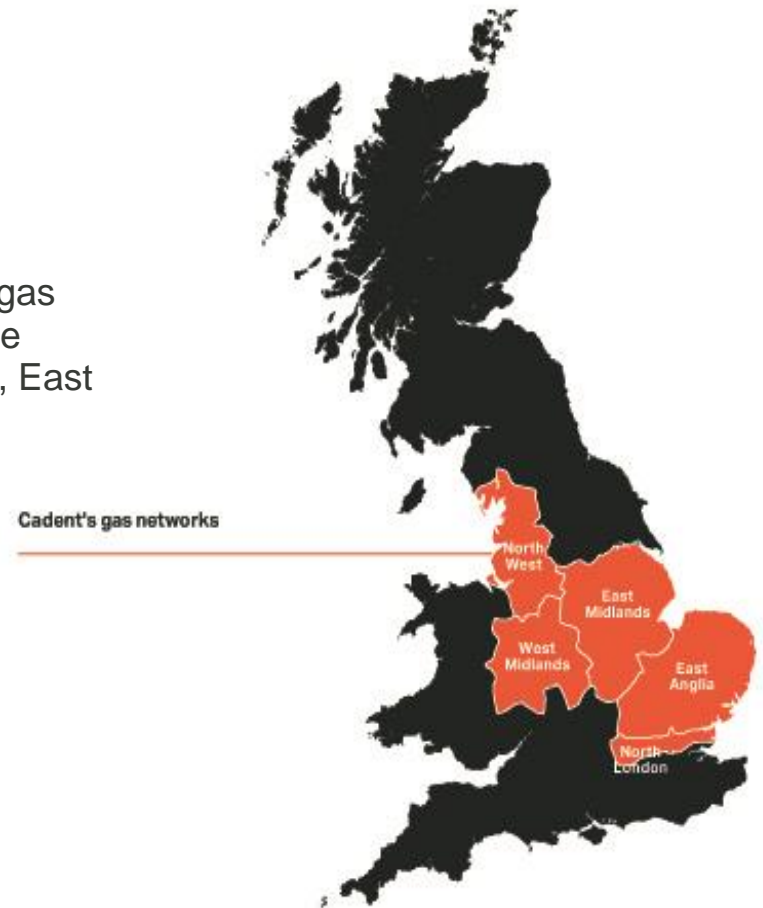 gas
e
, East
Cadent's gas networks
North
West
East
Midlands
West
Midlands
East
Anglia
North
London